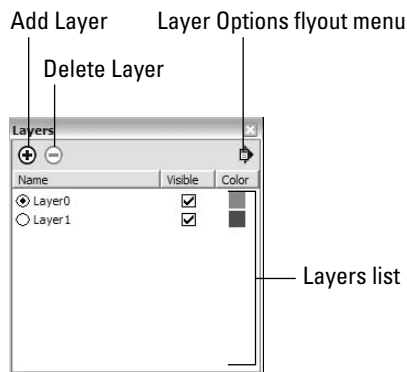 Add Layer
Layer Options flyout menu
Delete Layer
Layers
Name Visible Color
Layer0
Layer1
Layers list